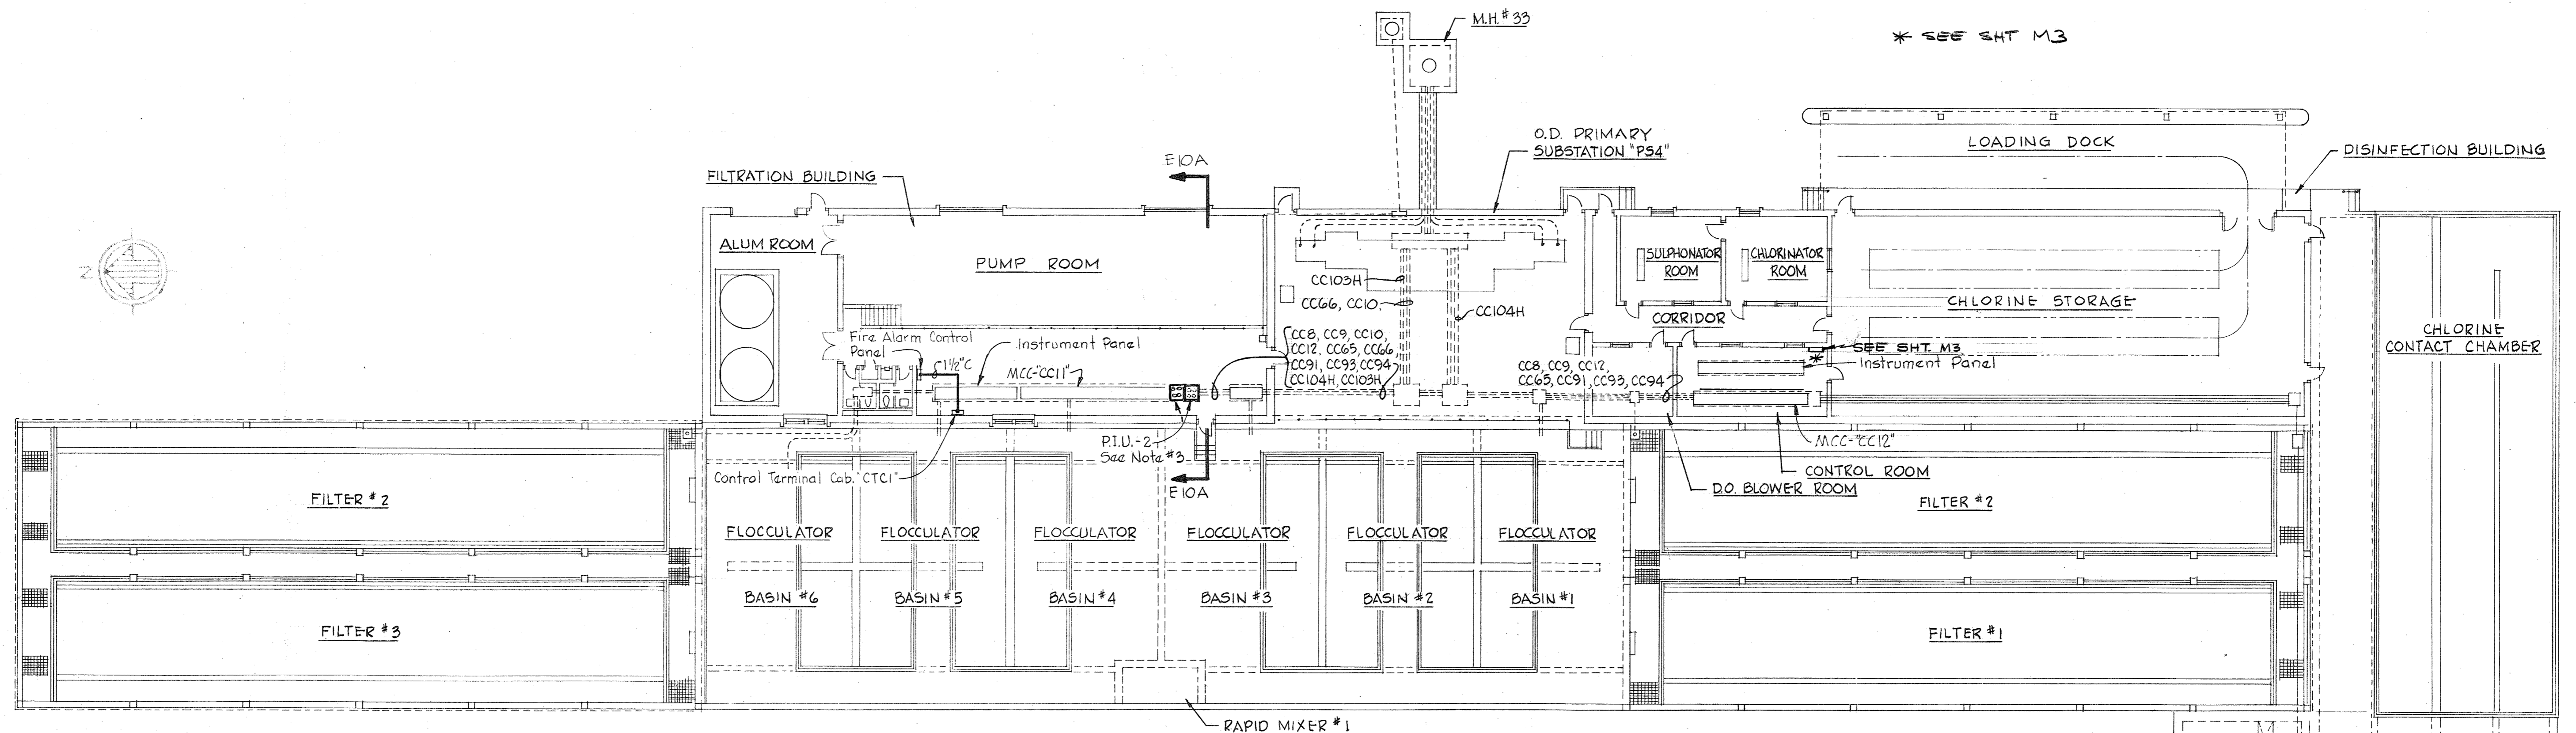 M.H.#33
* SEE SHT M3
O.D. PRIMARY
SUBSTATION "PS4"
LOADING DOCK
DISINFECTION BUILDING
E10A
FILTRATION BUILDING
ALUM ROOM
PUMP ROOM
N
SULPHONATOR
ROOM
CHLORINATOR
ROOM
CC103H
CC66, CC10,
CC104H
CHLORINE STORAGE
CORRIDOR
CHLORINE
CONTACT CHAMBER
Fire Alarm Control
Panel
1½"C
Instrument Panel
MCC-"CC11"
CC8, CC9, CC10,
CC12, CC65, CC66,
CC91, CC93, CC94
CC104H, CC103H
CC8, CC9, CC12,
CC65, CC91, CC93, CC94
SEE SHT. M3
*
Instrument Panel
P.I.U.-2
See Note #3
MCC-"CC12"
CONTROL ROOM
D.O. BLOWER ROOM
Control Terminal Cab. "CTC1"
E10A
FILTER #2
FILTER #2
FLOCCULATOR
FLOCCULATOR
FLOCCULATOR
FLOCCULATOR
FLOCCULATOR
FLOCCULATOR
BASIN #6
BASIN #5
BASIN #4
BASIN #3
BASIN #2
BASIN #1
FILTER #3
FILTER #1
RAPID MIXER #1